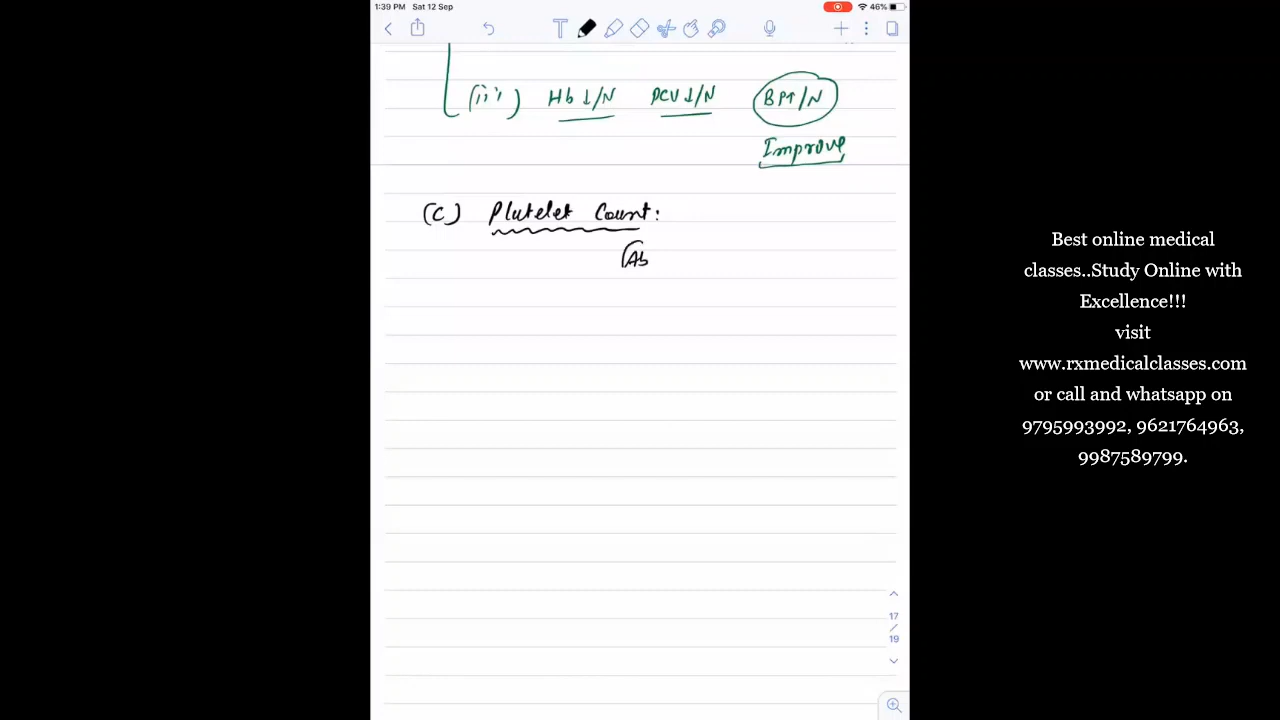 1:39 PM Sat 12 Sep 46%
(iii) Hb ↓/N PCV ↓/N BP↑/N
Improve
(C) Platelet Count:
Ab
17
/
19
Best online medical
classes..Study Online with
Excellence!!!
visit
www.rxmedicalclasses.com
or call and whatsapp on
9795993992, 9621764963,
9987589799.